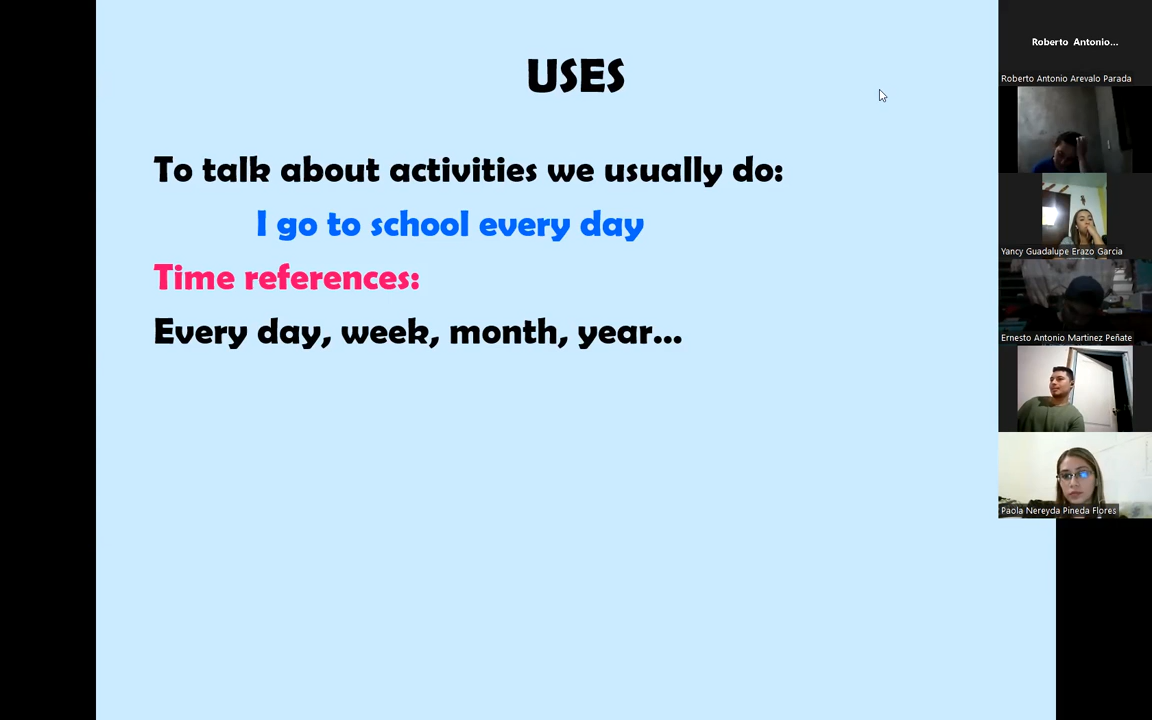 USES
To talk about activities we usually do:
I go to school every day
Time references:
Every day, week, month, year...
Roberto Antonio...
Roberto Antonio Arevalo Parada
Yancy Guadalupe Erazo Garcia
Ernesto Antonio Martinez Peñate
Paola Nereyda Pineda Flores